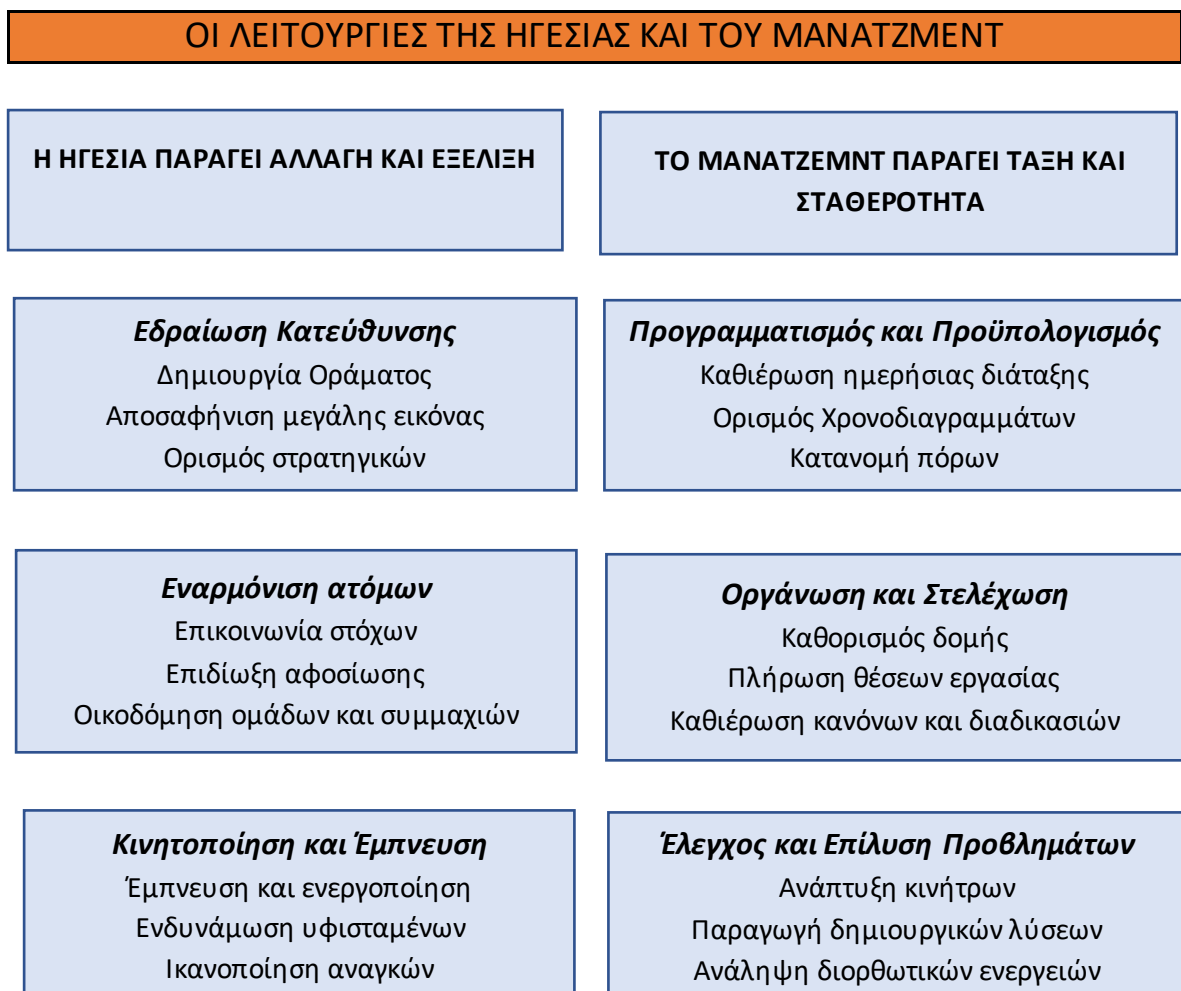 ΟΙ ΛΕΙΤΟΥΡΓΙΕΣ ΤΗΣ ΗΓΕΣΙΑΣ ΚΑΙ ΤΟΥ ΜΑΝΑΤΖΜΕΝΤ
Η ΗΓΕΣΙΑ ΠΑΡΑΓΕΙ ΑΛΛΑΓΗ ΚΑΙ ΕΞΕΛΙΞΗ
ΤΟ ΜΑΝΑΤΖΕΜΝΤ ΠΑΡΑΓΕΙ ΤΑΞΗ ΚΑΙ
ΣΤΑΘΕΡΟΤΗΤΑ
Εδραίωση Κατεύθυνσης
Δημιουργία Οράματος
Αποσαφήνιση μεγάλης εικόνας
Ορισμός στρατηγικών
Προγραμματισμός και Προϋπολογισμός
Καθιέρωση ημερήσιας διάταξης
Ορισμός Χρονοδιαγραμμάτων
Κατανομή πόρων
Εναρμόνιση ατόμων
Επικοινωνία στόχων
Επιδίωξη αφοσίωσης
Οικοδόμηση ομάδων και συμμαχιών
Οργάνωση και Στελέχωση
Καθορισμός δομής
Πλήρωση θέσεων εργασίας
Καθιέρωση κανόνων και διαδικασιών
Κινητοποίηση και Έμπνευση
Έμπνευση και ενεργοποίηση
Ενδυνάμωση υφισταμένων
Ικανοποίηση αναγκών
Έλεγχος και Επίλυση Προβλημάτων
Ανάπτυξη κινήτρων
Παραγωγή δημιουργικών λύσεων
Ανάληψη διορθωτικών ενεργειών